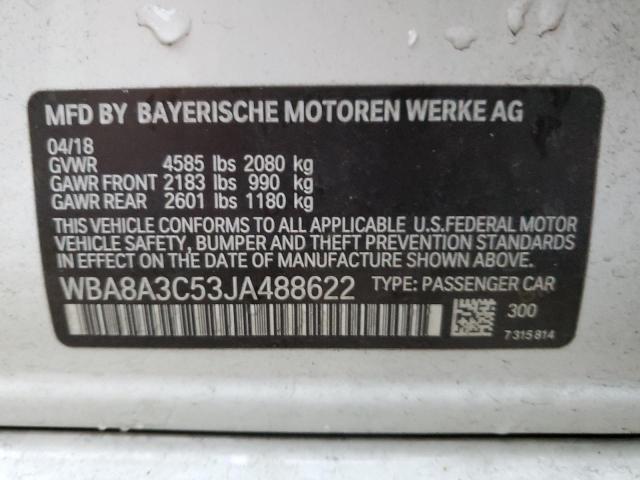 MFD BY BAYERISCHE MOTOREN WERKE AG
04/18
GVWR 4585 lbs 2080 kg
GAWR FRONT 2183 lbs 990 kg
GAWR REAR 2601 lbs 1180 kg
THIS VEHICLE CONFORMS TO ALL APPLICABLE U.S.FEDERAL MOTOR
VEHICLE SAFETY, BUMPER AND THEFT PREVENTION STANDARDS
IN EFFECT ON THE DATE OF MANUFACTURE SHOWN ABOVE.
WBA8A3C53JA488622 TYPE: PASSENGER CAR
300
7315814